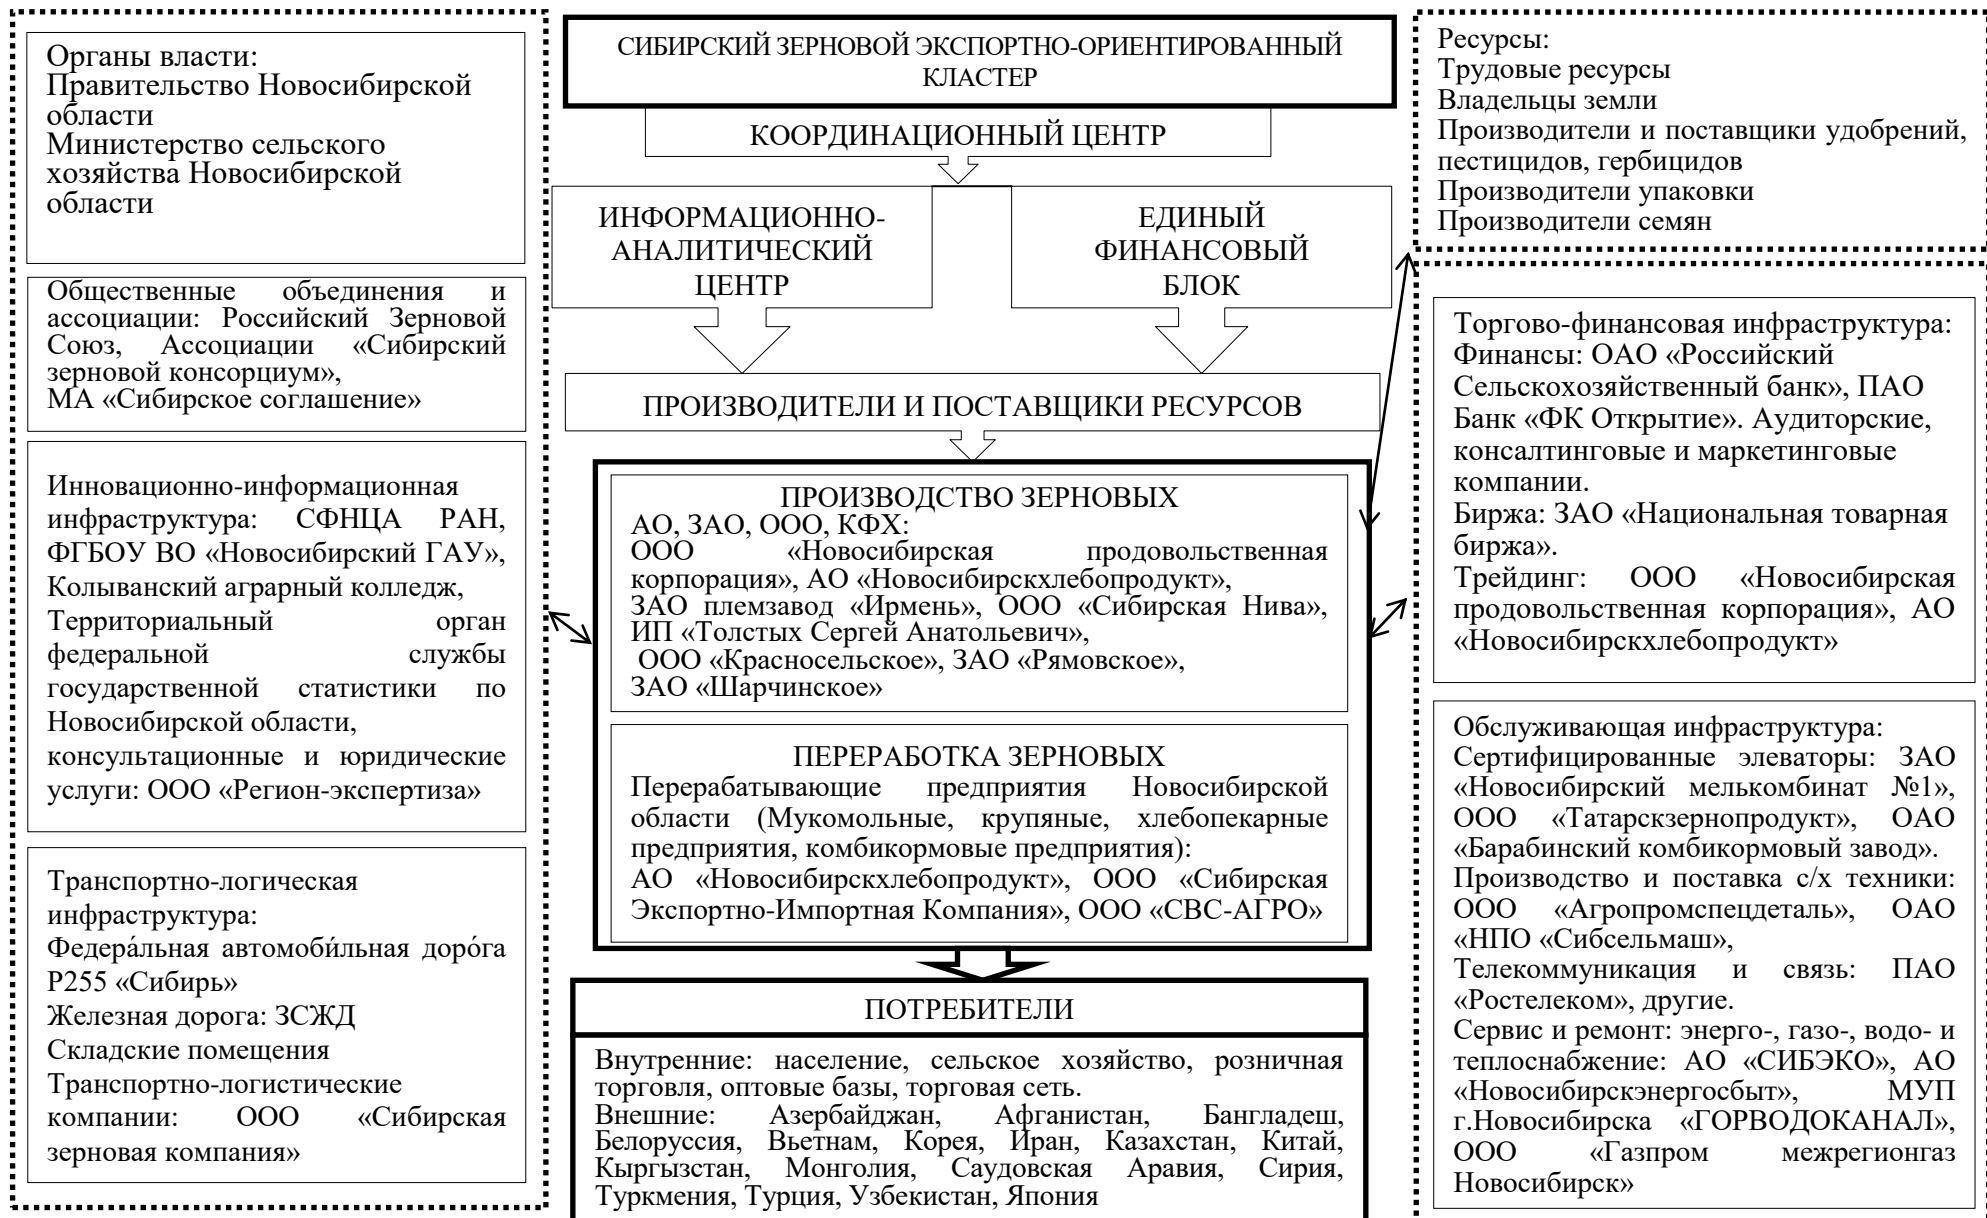 Органы власти:
Правительство Новосибирской
области
Министерство сельского
хозяйства Новосибирской
области
Общественные объединения и
ассоциации: Российский Зерновой
Союз, Ассоциации «Сибирский
зерновой консорциум»,
МА «Сибирское соглашение»
Инновационно-информационная
инфраструктура: СФНЦА РАН,
ФГБОУ ВО «Новосибирский ГАУ»,
Колыванский аграрный колледж,
Территориальный орган
федеральной службы
государственной статистики по
Новосибирской области,
консультационные и юридические
услуги: ООО «Регион-экспертиза»
Транспортно-логическая
инфраструктура:
Федера́льная автомоби́льная доро́га
Р255 «Сибирь»
Железная дорога: ЗСЖД
Складские помещения
Транспортно-логистические
компании: ООО «Сибирская
зерновая компания»
СИБИРСКИЙ ЗЕРНОВОЙ ЭКСПОРТНО-ОРИЕНТИРОВАННЫЙ
КЛАСТЕР
КООРДИНАЦИОННЫЙ ЦЕНТР
ИНФОРМАЦИОННО-
АНАЛИТИЧЕСКИЙ
ЦЕНТР
ЕДИНЫЙ
ФИНАНСОВЫЙ
БЛОК
ПРОИЗВОДИТЕЛИ И ПОСТАВЩИКИ РЕСУРСОВ
ПРОИЗВОДСТВО ЗЕРНОВЫХ
АО, ЗАО, ООО, КФХ:
ООО «Новосибирская продовольственная
корпорация», АО «Новосибирскхлебопродукт»,
ЗАО племзавод «Ирмень», ООО «Сибирская Нива»,
ИП «Толстых Сергей Анатольевич»,
ООО «Красносельское», ЗАО «Рямовское»,
ЗАО «Шарчинское»
ПЕРЕРАБОТКА ЗЕРНОВЫХ
Перерабатывающие предприятия Новосибирской
области (Мукомольные, крупяные, хлебопекарные
предприятия, комбикормовые предприятия):
АО «Новосибирскхлебопродукт», ООО «Сибирская
Экспортно-Импортная Компания», ООО «СВС-АГРО»
ПОТРЕБИТЕЛИ
Внутренние: население, сельское хозяйство, розничная
торговля, оптовые базы, торговая сеть.
Внешние: Азербайджан, Афганистан, Бангладеш,
Белоруссия, Вьетнам, Корея, Иран, Казахстан, Китай,
Кыргызстан, Монголия, Саудовская Аравия, Сирия,
Туркмения, Турция, Узбекистан, Япония
Ресурсы:
Трудовые ресурсы
Владельцы земли
Производители и поставщики удобрений,
пестицидов, гербицидов
Производители упаковки
Производители семян
Торгово-финансовая инфраструктура:
Финансы: ОАО «Российский
Сельскохозяйственный банк», ПАО
Банк «ФК Открытие». Аудиторские,
консалтинговые и маркетинговые
компании.
Биржа: ЗАО «Национальная товарная
биржа».
Трейдинг: ООО «Новосибирская
продовольственная корпорация», АО
«Новосибирскхлебопродукт»
Обслуживающая инфраструктура:
Сертифицированные элеваторы: ЗАО
«Новосибирский мелькомбинат №1»,
ООО «Татарскзернопродукт», ОАО
«Барабинский комбикормовый завод».
Производство и поставка с/х техники:
ООО «Агропромспецдеталь», ОАО
«НПО «Сибсельмаш»,
Телекоммуникация и связь: ПАО
«Ростелеком», другие.
Сервис и ремонт: энерго-, газо-, водо- и
теплоснабжение: АО «СИБЭКО», АО
«Новосибирскэнергосбыт», МУП
г.Новосибирска «ГОРВОДОКАНАЛ»,
ООО «Газпром межрегионгаз
Новосибирск»